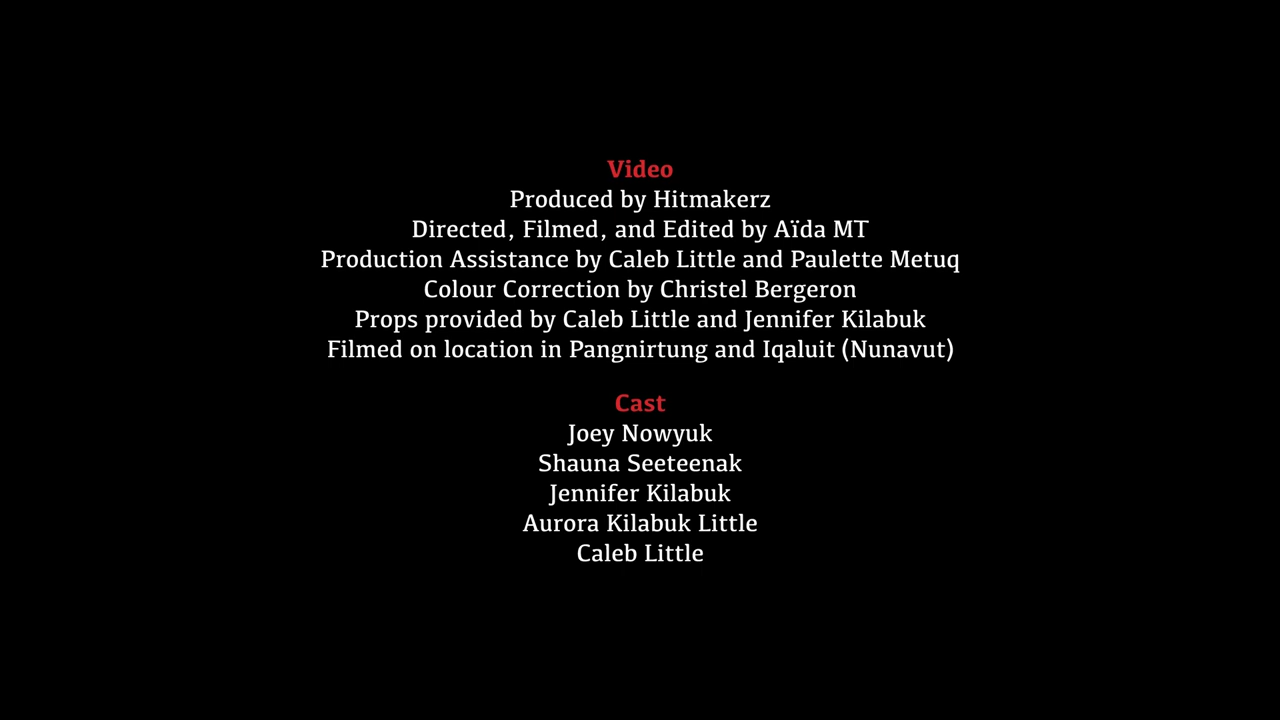 Video
Produced by Hitmakerz
Directed, Filmed, and Edited by Aïda MT
Production Assistance by Caleb Little and Paulette Metuq
Colour Correction by Christel Bergeron
Props provided by Caleb Little and Jennifer Kilabuk
Filmed on location in Pangnirtung and Iqaluit (Nunavut)
Cast
Joey Nowyuk
Shauna Seeteenak
Jennifer Kilabuk
Aurora Kilabuk Little
Caleb Little